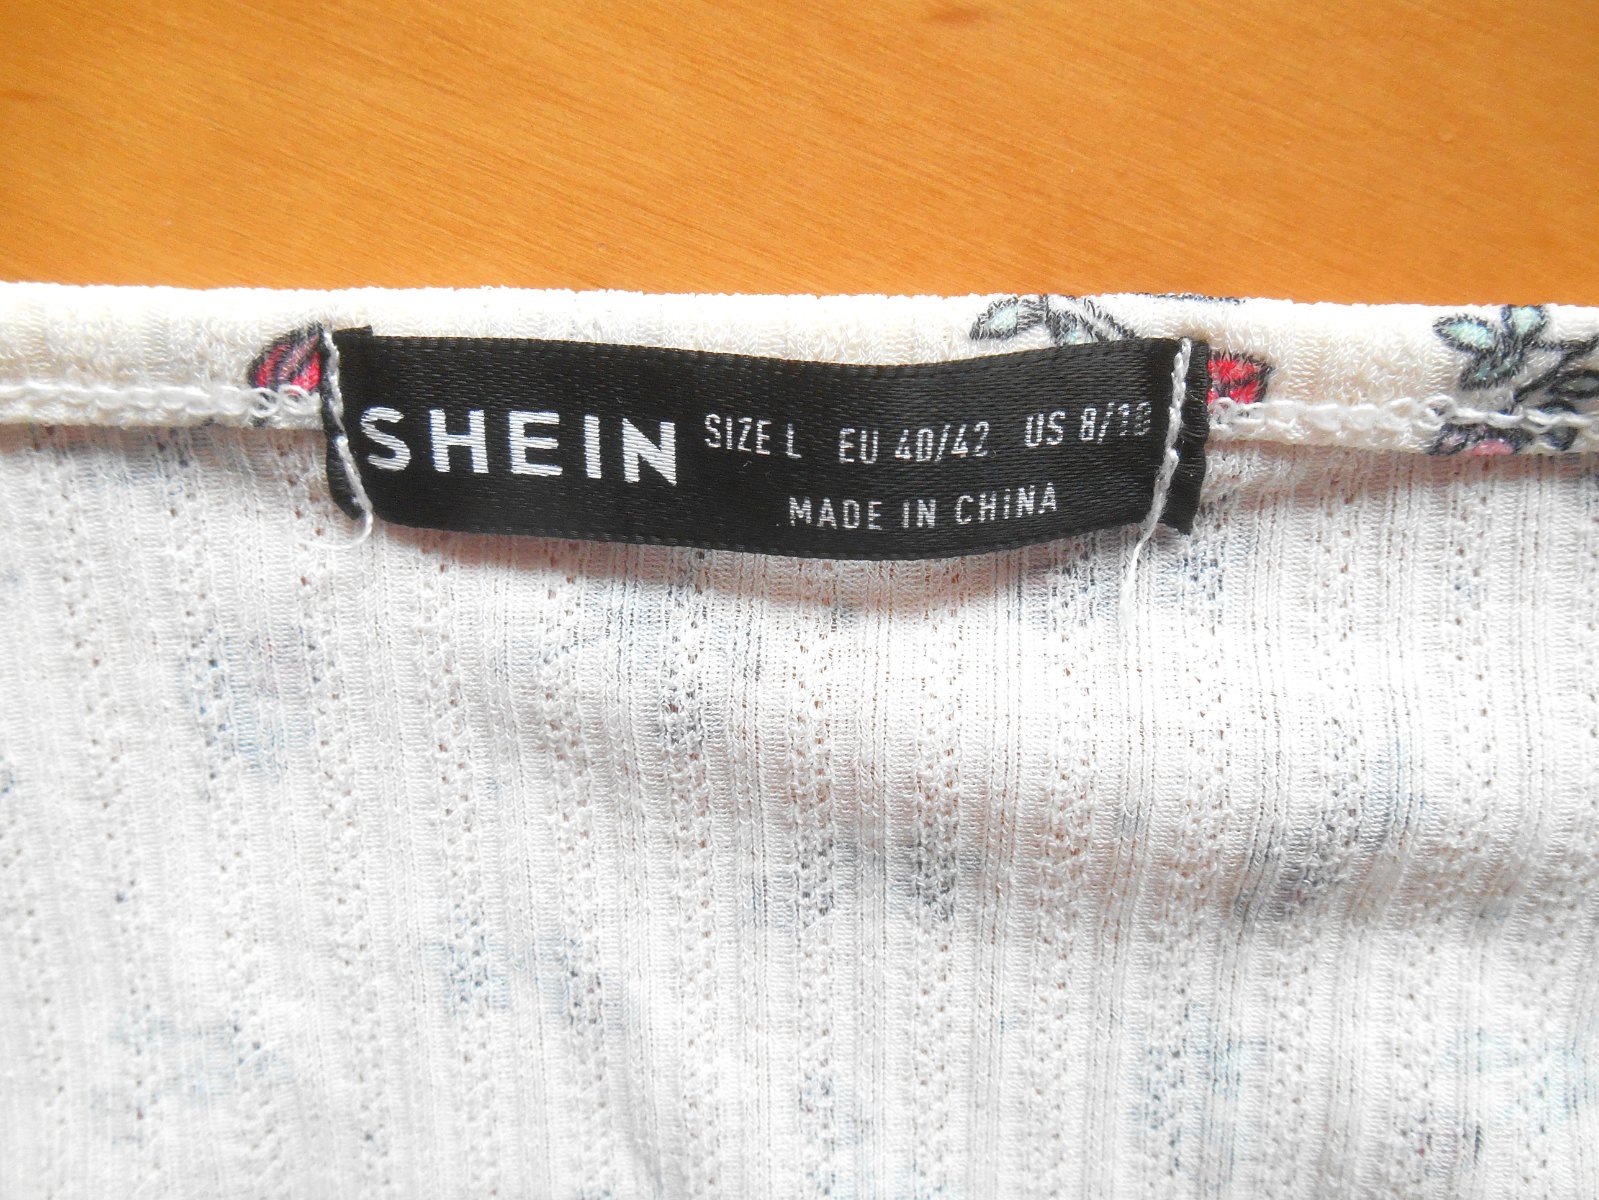 SHEIN SIZE L EU 40/42 US 8/10
MADE IN CHINA